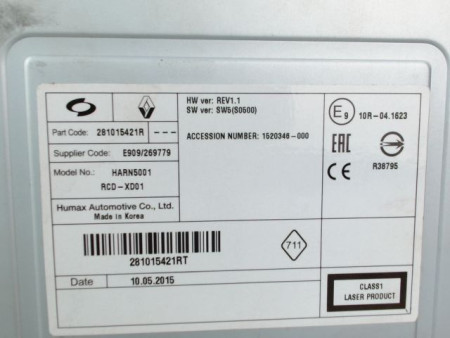 HW ver: REV1.1
SW ver: SW5(S0500)
Part Code: 281015421R ---
ACCESSION NUMBER: 1520348-000
Supplier Code: E909/269779
Model No.: HARN5001
RCD-XD01
Humax Automotive Co., Ltd.
Made in Korea
E9 10R-04.1623
EAC
CE R38795
711
281015421RT
Date 10.05.2015
CLASS1
LASER PRODUCT